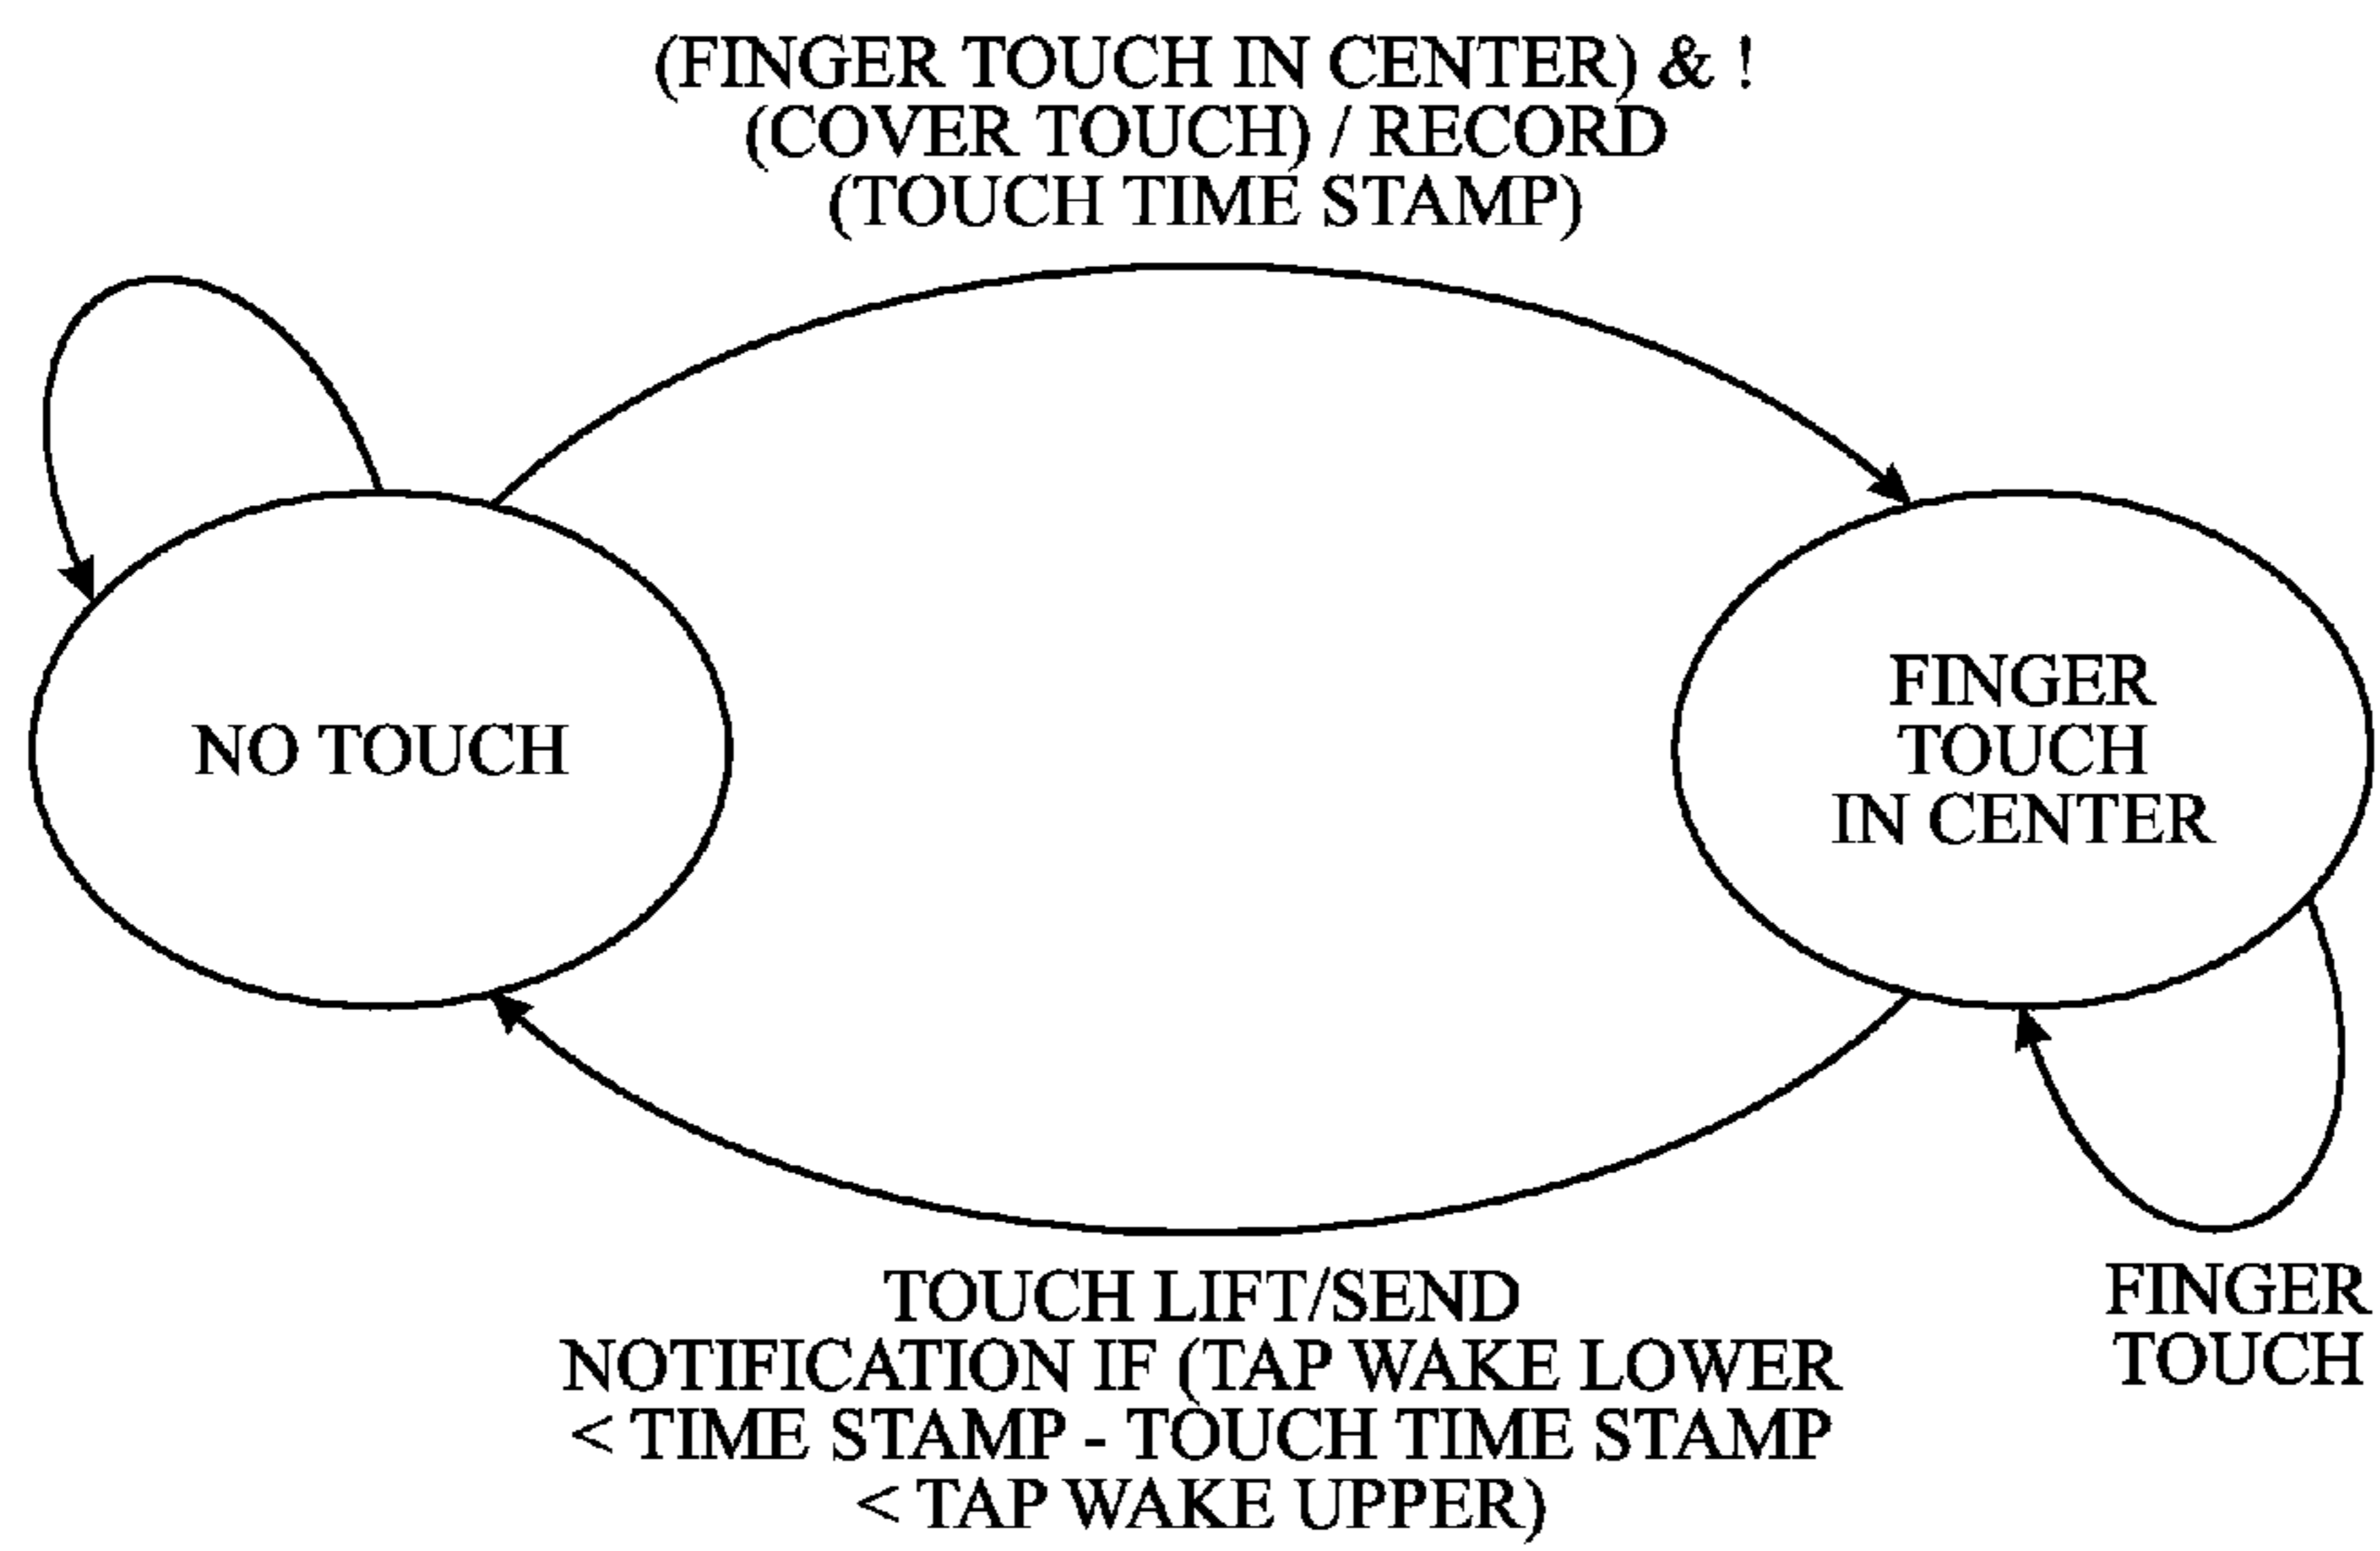 (FINGER TOUCH IN CENTER) & !
(COVER TOUCH) / RECORD
(TOUCH TIME STAMP)
NO TOUCH
FINGER
TOUCH
IN CENTER
TOUCH LIFT/SEND
NOTIFICATION IF (TAP WAKE LOWER
< TIME STAMP - TOUCH TIME STAMP
< TAP WAKE UPPER)
FINGER
TOUCH